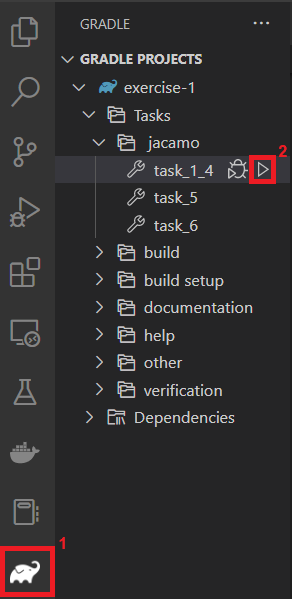 GRADLE
GRADLE PROJECTS
exercise-1
Tasks
jacamo
task_1_4
2
task_5
task_6
build
build setup
documentation
help
other
verification
Dependencies
1